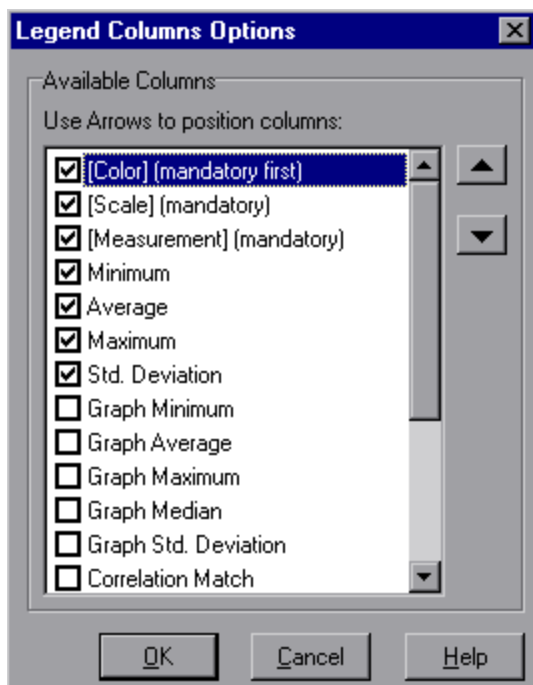 Legend Columns Options
Available Columns
Use Arrows to position columns:
[Color] (mandatory first)
[Scale] (mandatory)
[Measurement] (mandatory)
Minimum
Average
Maximum
Std. Deviation
Graph Minimum
Graph Average
Graph Maximum
Graph Median
Graph Std. Deviation
Correlation Match
OK Cancel Help